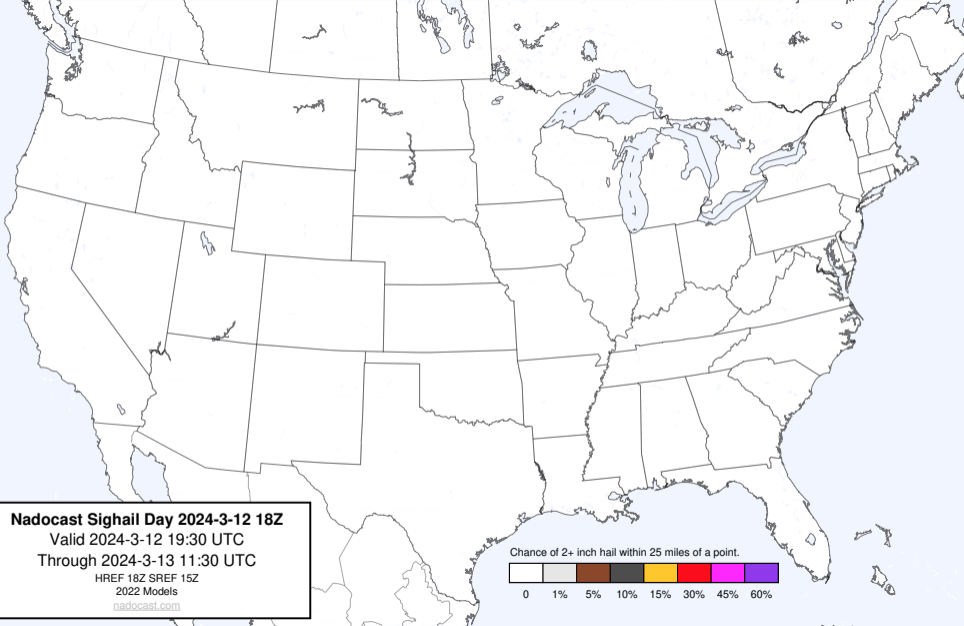 Nadocast Sighail Day 2024-3-12 18Z
Valid 2024-3-12 19:30 UTC
Through 2024-3-13 11:30 UTC
HREF 18Z SREF 15Z
2022 Models
nadocast.com
Chance of 2+ inch hail within 25 miles of a point.
0 1% 5% 10% 15% 30% 45% 60%